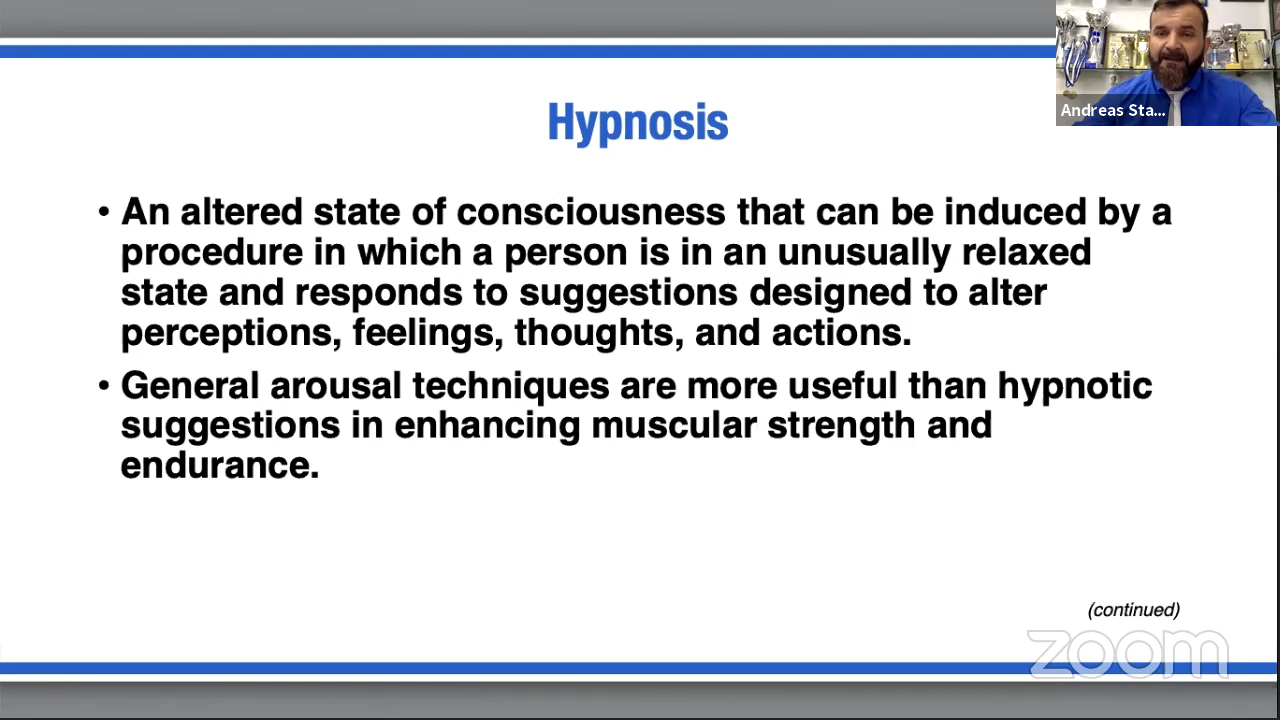 Andreas Sta...
Hypnosis
• An altered state of consciousness that can be induced by a
procedure in which a person is in an unusually relaxed
state and responds to suggestions designed to alter
perceptions, feelings, thoughts, and actions.
• General arousal techniques are more useful than hypnotic
suggestions in enhancing muscular strength and
endurance.
(continued)
zoom